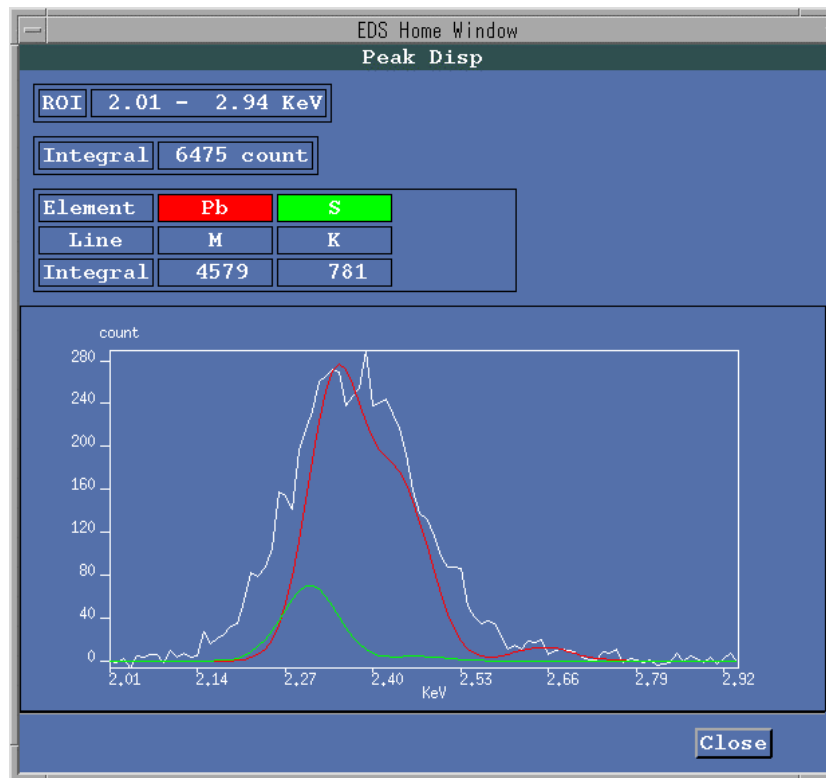 EDS Home Window
Peak Disp
ROI 2.01 - 2.94 KeV
Integral 6475 count
Element Pb S
Line M K
Integral 4579 781
count
280
240
200
160
120
80
40
0
2.01 2.14 2.27 2.40 2.53 2.66 2.79 2.92
KeV
Close